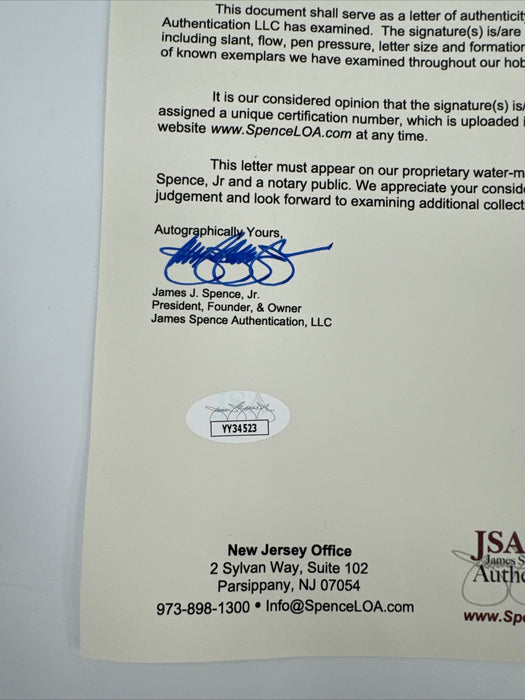 This document shall serve as a letter of authenticity
Authentication LLC has examined. The signature(s) is/are
including slant, flow, pen pressure, letter size and formation
of known exemplars we have examined throughout our hob
It is our considered opinion that the signature(s) is/
assigned a unique certification number, which is uploaded
website www.SpenceLOA.com at any time.
This letter must appear on our proprietary water-m
Spence, Jr and a notary public. We appreciate your consid
judgement and look forward to examining additional collect
Autographically Yours,
James J. Spence, Jr.
President, Founder, & Owner
James Spence Authentication, LLC
YY34523
New Jersey Office
2 Sylvan Way, Suite 102
Parsippany, NJ 07054
973-898-1300 • Info@SpenceLOA.com
JSA
James S
Authe
www.Spe